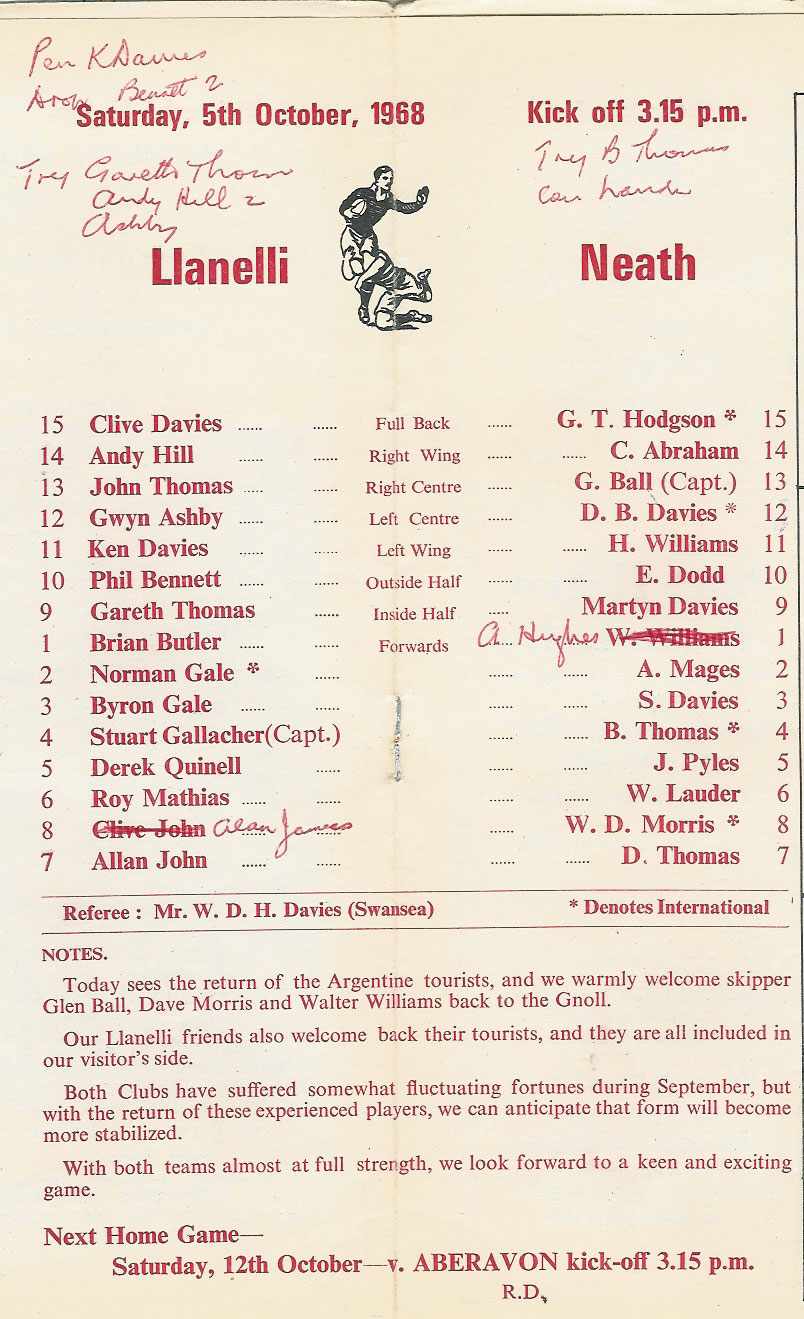 Pen K Davies
Drop Bennett 2
Saturday, 5th October, 1968 Kick off 3.15 p.m.
Try Gareth Thomas
Andy Hill 2
Ashby
Try B Thomas
Con Lauder
Llanelli Neath
15 Clive Davies ...... ...... Full Back ...... G. T. Hodgson * 15
14 Andy Hill ...... ...... Right Wing ...... C. Abraham 14
13 John Thomas ..... ...... Right Centre ...... G. Ball (Capt.) 13
12 Gwyn Ashby ...... ...... Left Centre ...... D. B. Davies * 12
11 Ken Davies ...... ...... Left Wing ...... ...... H. Williams 11
10 Phil Bennett ...... ...... Outside Half ...... E. Dodd 10
9 Gareth Thomas ...... Inside Half ..... Martyn Davies 9
1 Brian Butler ...... ...... Forwards A. Hughes W. Williams 1
2 Norman Gale * ...... ...... ...... A. Mages 2
3 Byron Gale ...... ...... ...... ...... S. Davies 3
4 Stuart Gallacher(Capt.) ...... ...... B. Thomas * 4
5 Derek Quinell ...... ...... ...... J. Pyles 5
6 Roy Mathias ...... ...... ...... ...... W. Lauder 6
8 Clive John Alan James ...... W. D. Morris * 8
7 Allan John ...... ...... ...... ...... D. Thomas 7
Referee : Mr. W. D. H. Davies (Swansea) * Denotes International
NOTES.
Today sees the return of the Argentine tourists, and we warmly welcome skipper
Glen Ball, Dave Morris and Walter Williams back to the Gnoll.
Our Llanelli friends also welcome back their tourists, and they are all included in
our visitor's side.
Both Clubs have suffered somewhat fluctuating fortunes during September, but
with the return of these experienced players, we can anticipate that form will become
more stabilized.
With both teams almost at full strength, we look forward to a keen and exciting
game.
Next Home Game—
Saturday, 12th October—v. ABERAVON kick-off 3.15 p.m.
R.D.